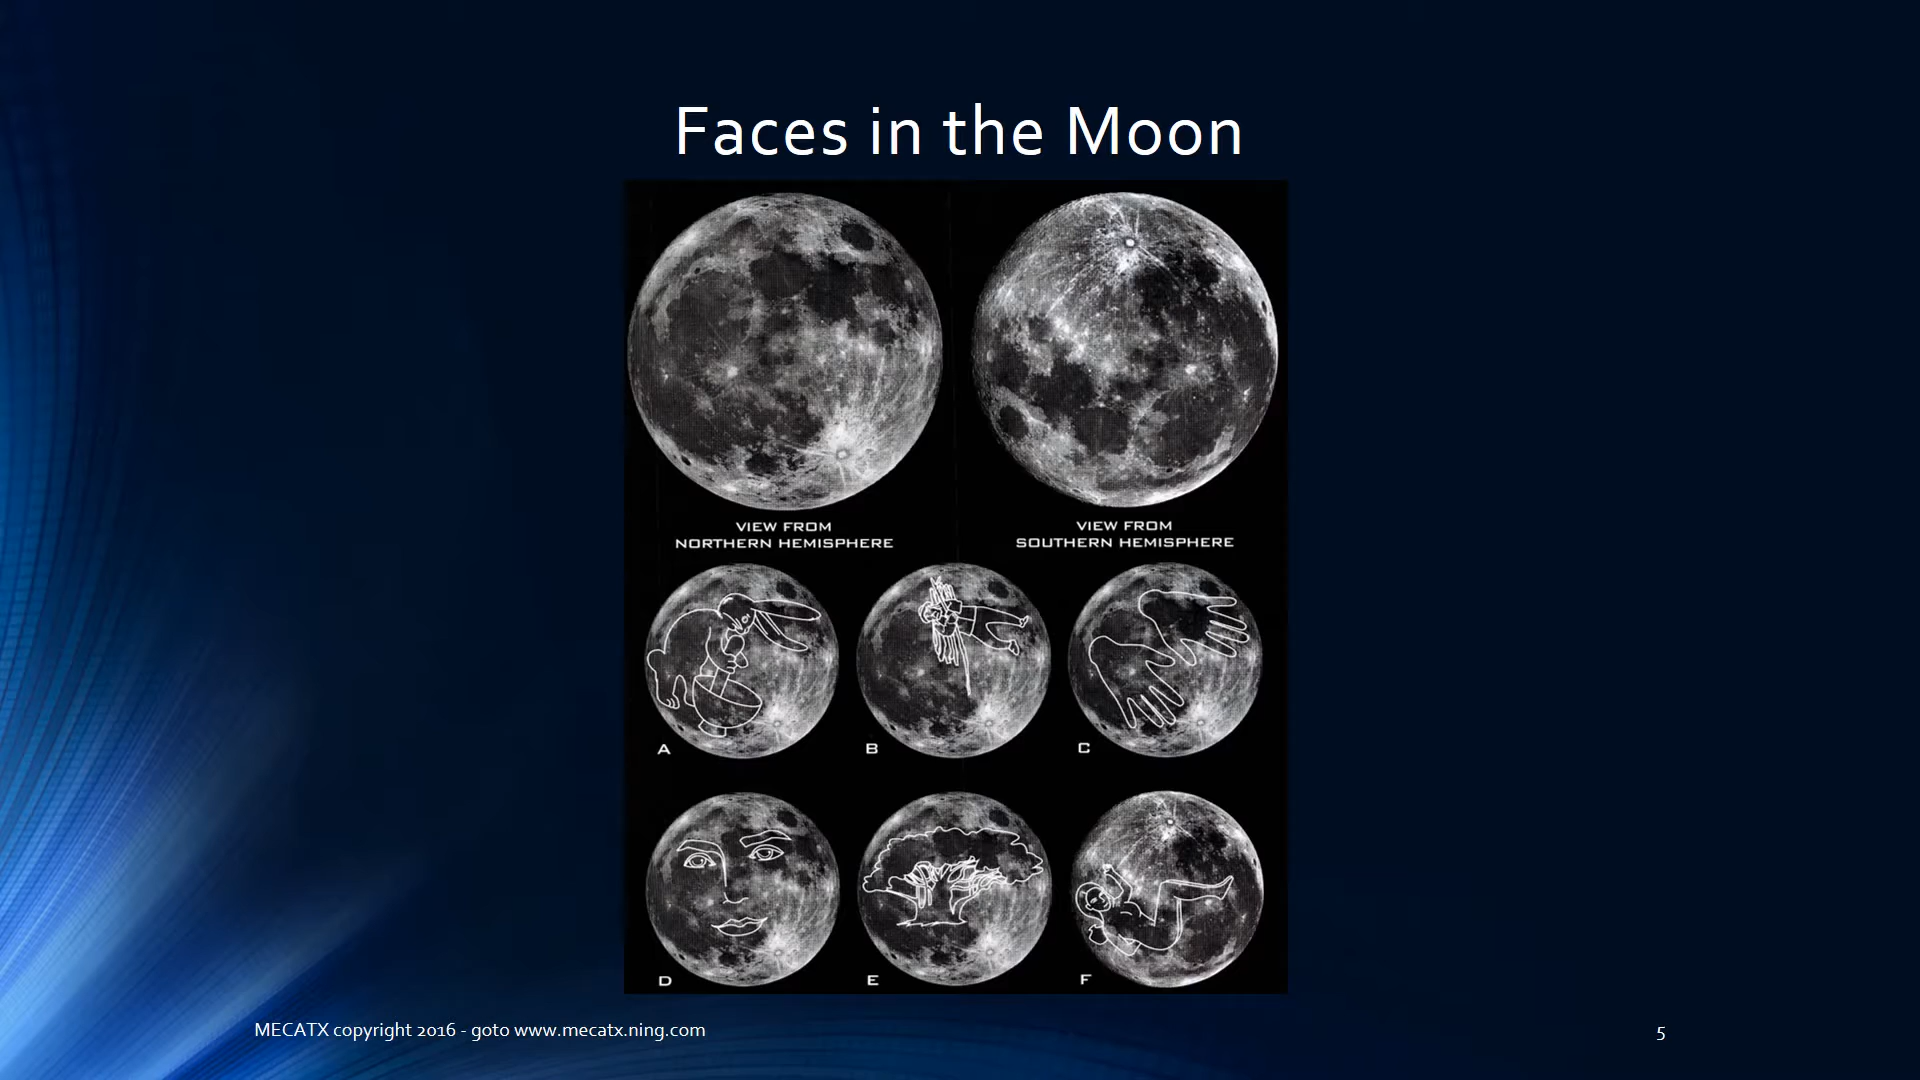 Faces in the Moon
VIEW FROM
NORTHERN HEMISPHERE
VIEW FROM
SOUTHERN HEMISPHERE
A
B
C
D
E
F
MECATX copyright 2016 - goto www.mecatx.ning.com
5